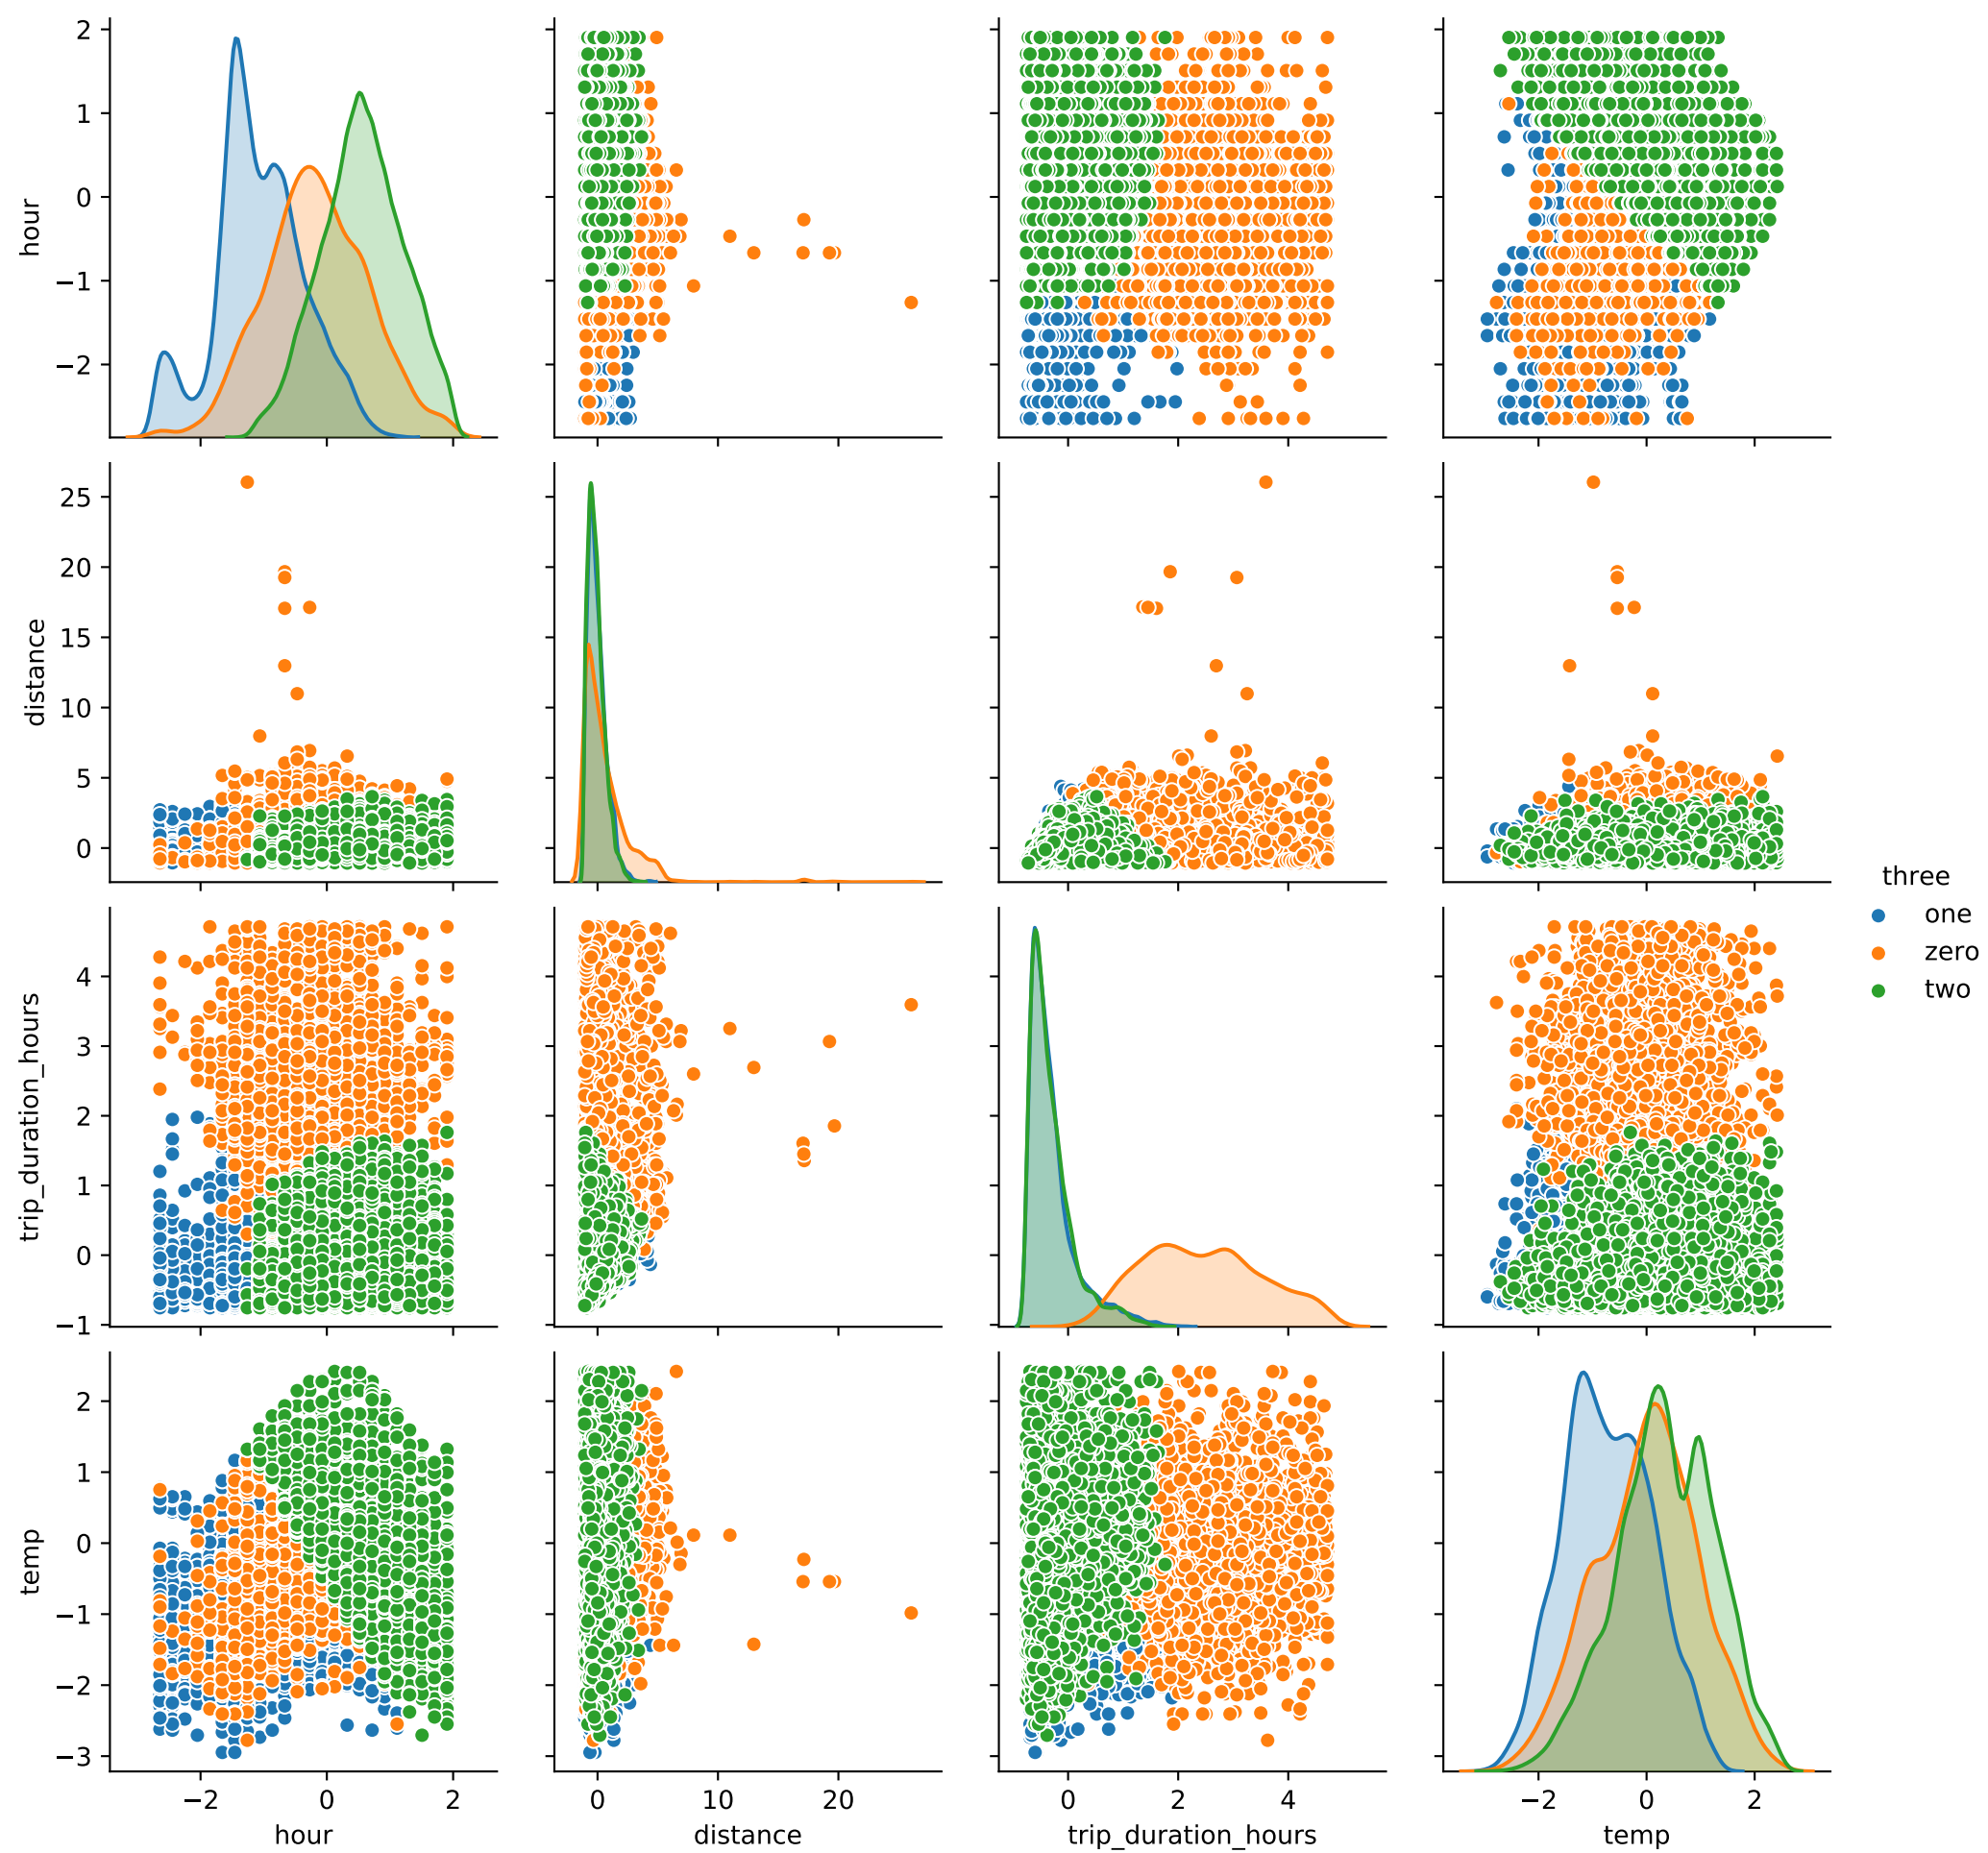 2
1
0
−1
−2
hour
25
20
15
10
5
0
distance
three
one
zero
two
4
3
2
1
0
−1
trip_duration_hours
2
1
0
−1
−2
−3
temp
−2 0 2 0 10 20 0 2 4 −2 0 2
hour distance trip_duration_hours temp